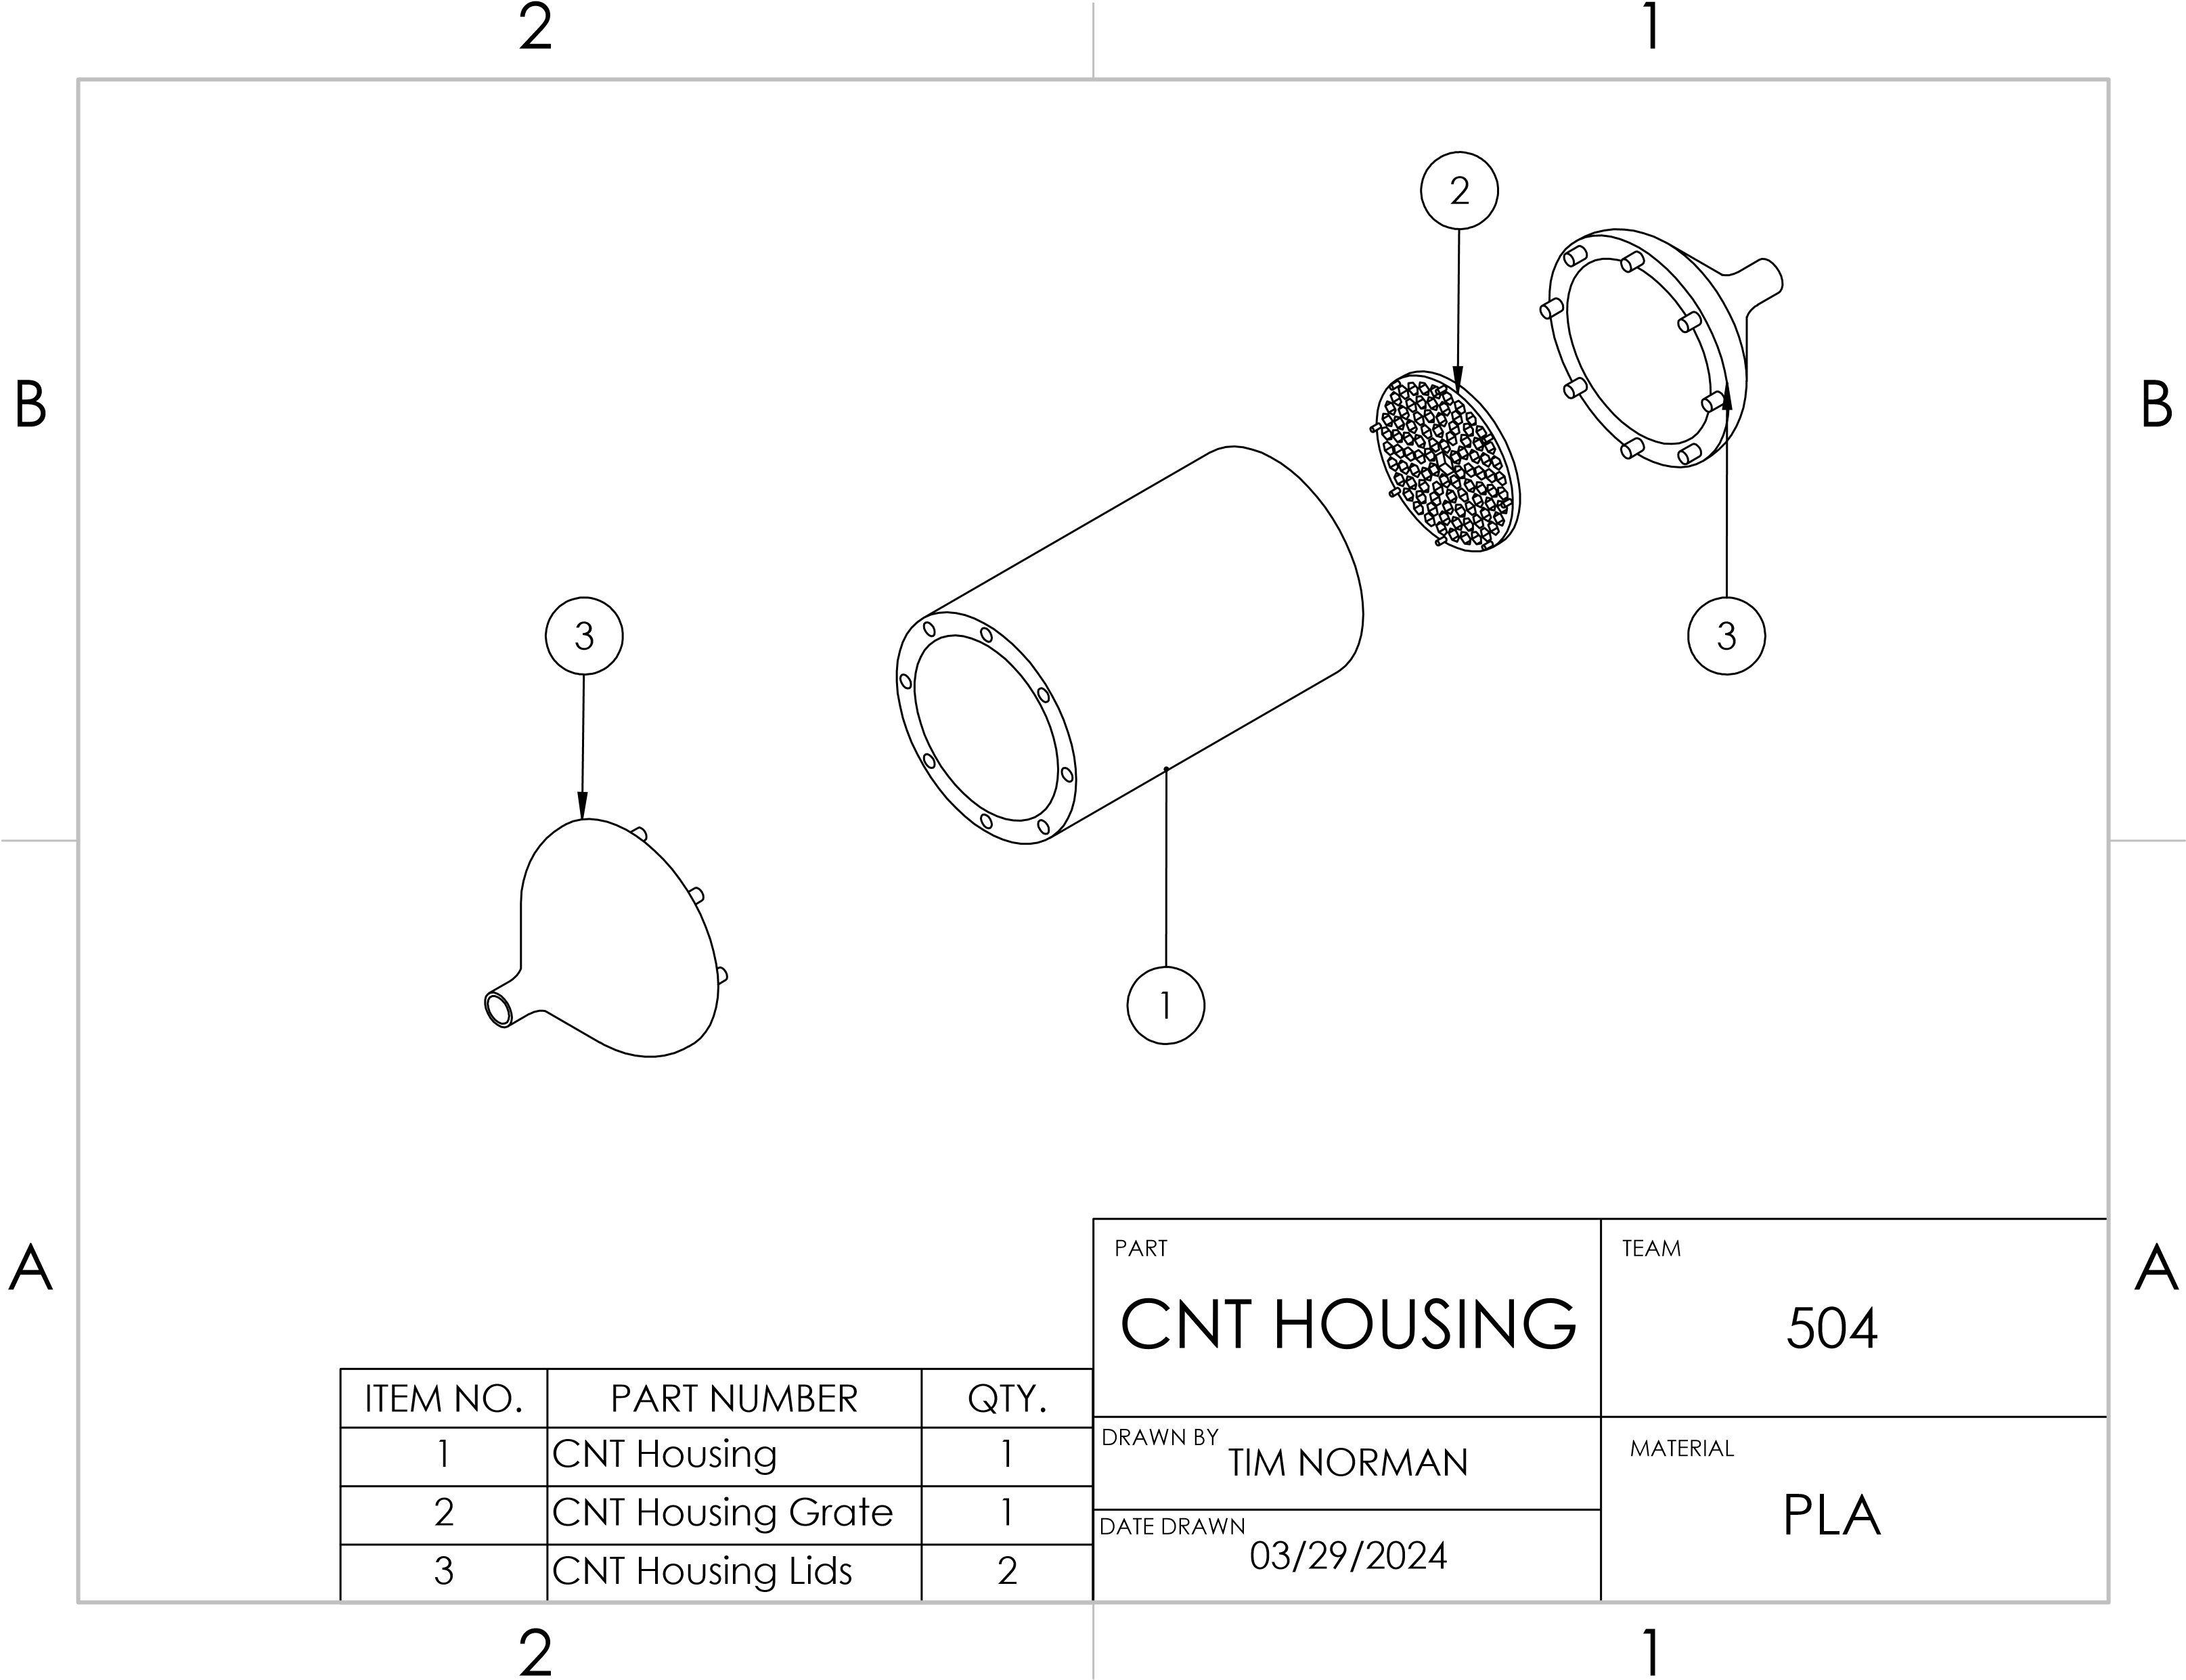 2 1
2
B B
3 3
1
A A
PART TEAM
CNT HOUSING 504
ITEM NO. PART NUMBER QTY.
1 CNT Housing 1
2 CNT Housing Grate 1
3 CNT Housing Lids 2
DRAWN BY TIM NORMAN
MATERIAL
PLA
DATE DRAWN 03/29/2024
2 1